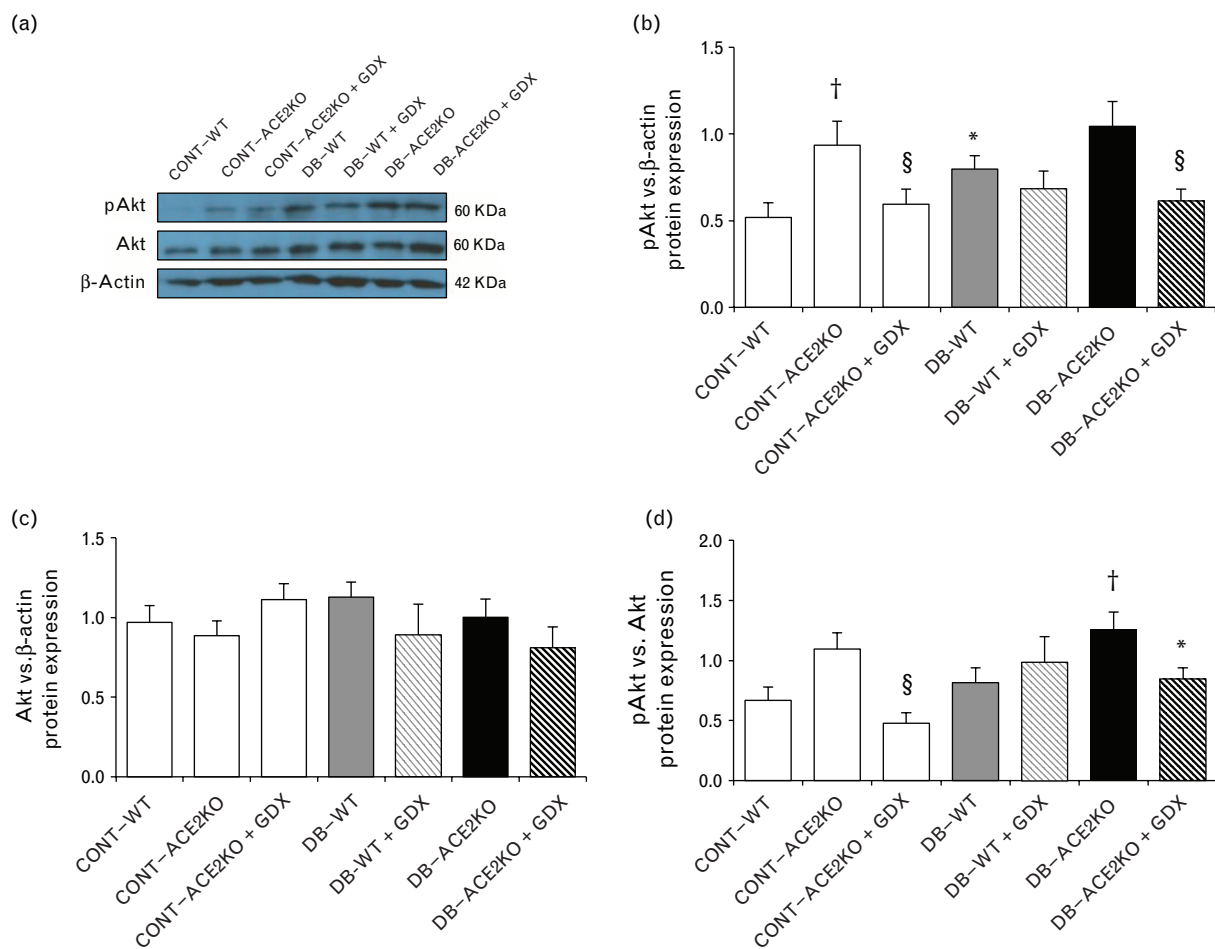 (a)
CONT–WT
CONT–ACE2KO
CONT–ACE2KO + GDX
DB–WT
DB–WT + GDX
DB–ACE2KO
DB-ACE2KO + GDX
pAkt
60 KDa
Akt
60 KDa
β-Actin
42 KDa
(b)
pAkt vs.β-actin
protein expression
1.5
1.0
0.5
0.0
†
§
*
§
CONT–WT
CONT–ACE2KO
CONT–ACE2KO + GDX
DB-WT
DB–WT + GDX
DB–ACE2KO
DB–ACE2KO + GDX
(c)
Akt vs.β-actin
protein expression
1.5
1.0
0.5
0.0
CONT–WT
CONT–ACE2KO
CONT–ACE2KO + GDX
DB–WT
DB-WT + GDX
DB–ACE2KO
DB–ACE2KO + GDX
(d)
pAkt vs. Akt
protein expression
2.0
1.5
1.0
0.5
0.0
§
†
*
CONT–WT
CONT–ACE2KO
CONT–ACE2KO + GDX
DB–WT
DB–WT + GDX
DB–ACE2KO
DB–ACE2KO + GDX